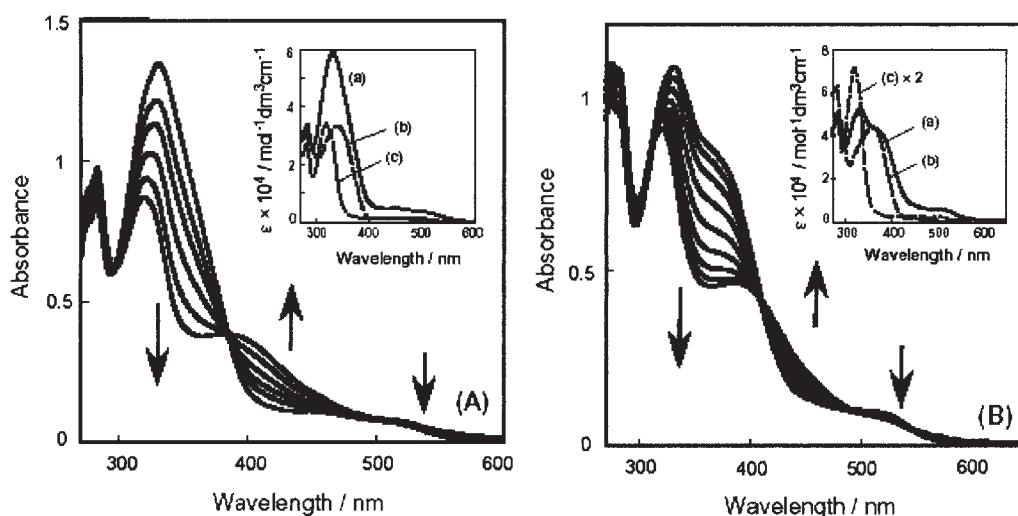 1.5
1
0.5
0
Absorbance
300
400
500
600
Wavelength / nm
(A)
6
4
2
0
ε × 10⁴ / mol⁻¹dm³cm⁻¹
300
400
500
Wavelength / nm
(a)
(b)
(c)
1
0.5
0
Absorbance
300
400
500
600
Wavelength / nm
(B)
8
6
4
2
0
ε × 10⁴ / mol⁻¹dm³cm⁻¹
300
400
500
Wavelength / nm
(c) × 2
(a)
(b)